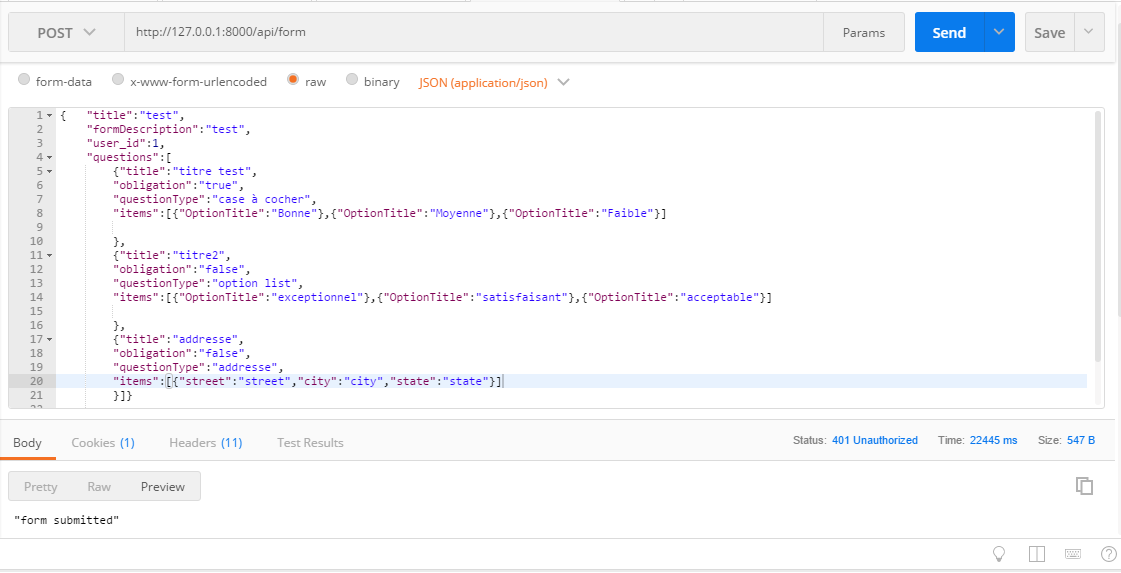 POST http://127.0.0.1:8000/api/form Params Send Save
form-data x-www-form-urlencoded raw binary JSON (application/json)
1 { "title":"test",
2 "formDescription":"test",
3 "user_id":1,
4 "questions":[
5 {"title":"titre test",
6 "obligation":"true",
7 "questionType":"case à cocher",
8 "items":[{"OptionTitle":"Bonne"},{"OptionTitle":"Moyenne"},{"OptionTitle":"Faible"}]
9
10 },
11 {"title":"titre2",
12 "obligation":"false",
13 "questionType":"option list",
14 "items":[{"OptionTitle":"exceptionnel"},{"OptionTitle":"satisfaisant"},{"OptionTitle":"acceptable"}]
15
16 },
17 {"title":"addresse",
18 "obligation":"false",
19 "questionType":"addresse",
20 "items":[{"street":"street","city":"city","state":"state"}]
21 }]}
22
Body Cookies (1) Headers (11) Test Results Status: 401 Unauthorized Time: 22445 ms Size: 547 B
Pretty Raw Preview
"form submitted"